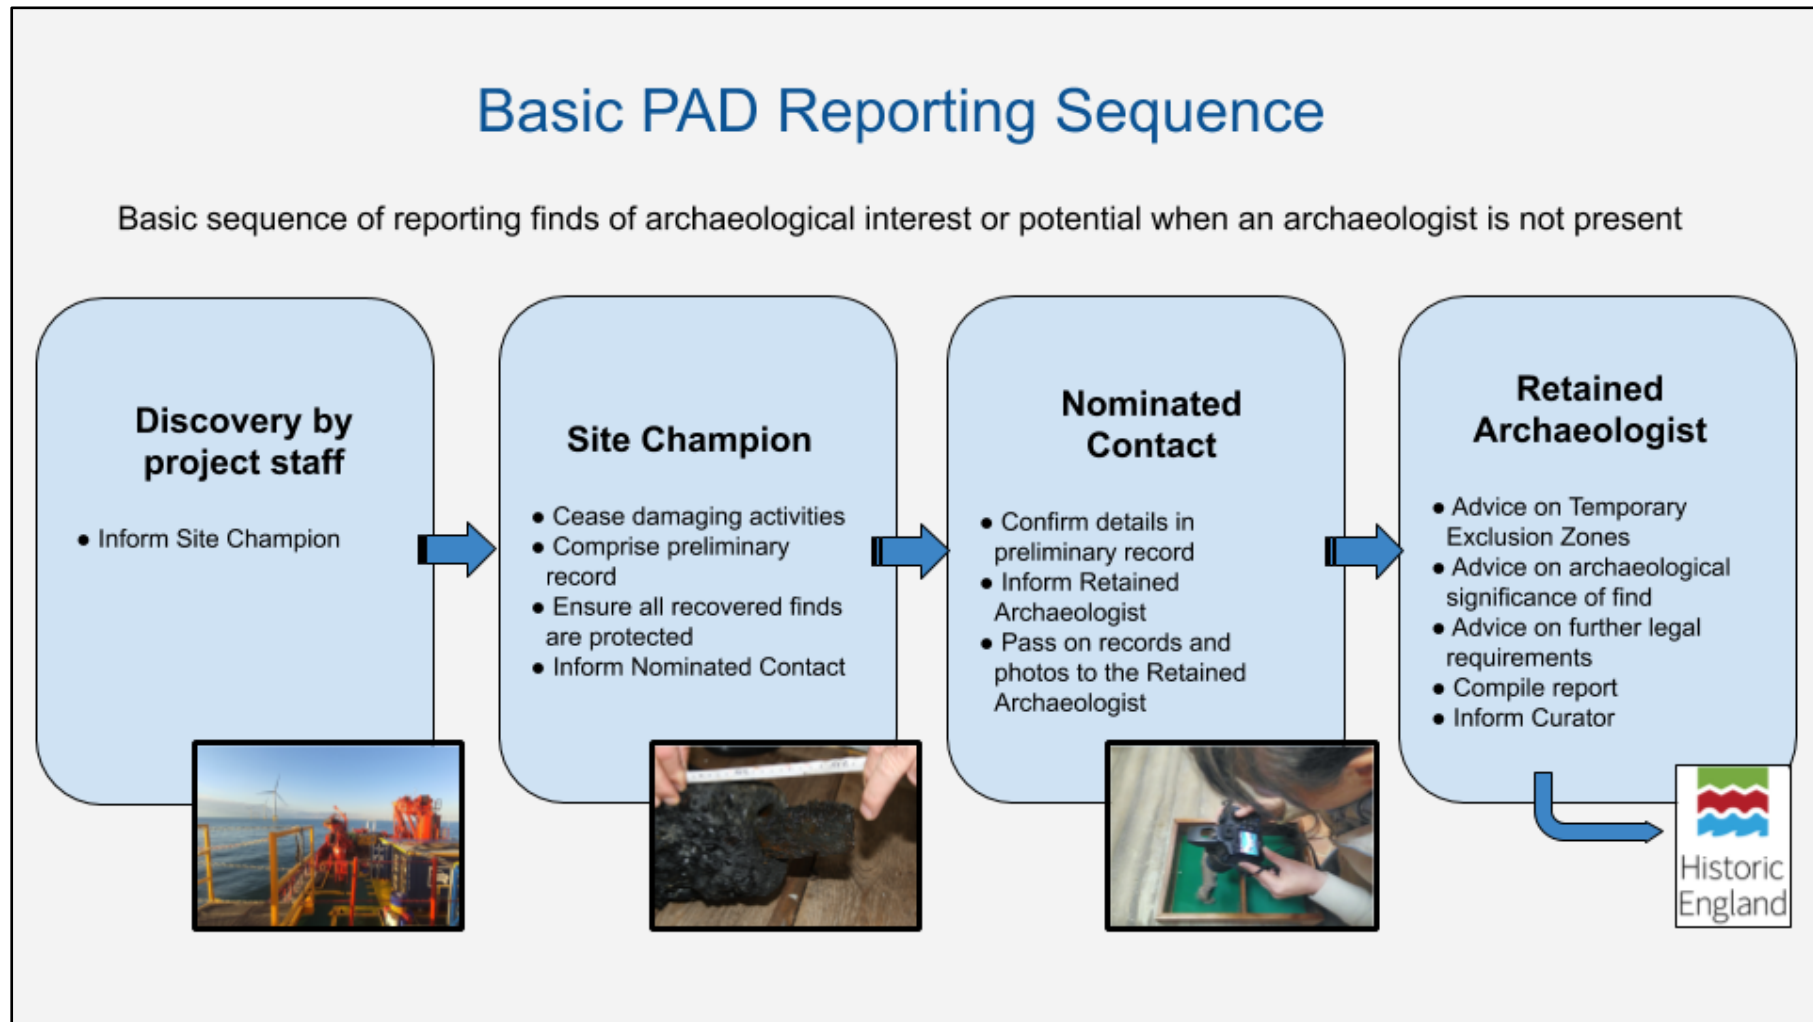 Basic PAD Reporting Sequence
Basic sequence of reporting finds of archaeological interest or potential when an archaeologist is not present
Discovery by
project staff
● Inform Site Champion
Site Champion
● Cease damaging activities
● Comprise preliminary
record
● Ensure all recovered finds
are protected
● Inform Nominated Contact
Nominated
Contact
● Confirm details in
preliminary record
● Inform Retained
Archaeologist
● Pass on records and
photos to the Retained
Archaeologist
Retained
Archaeologist
● Advice on Temporary
Exclusion Zones
● Advice on archaeological
significance of find
● Advice on further legal
requirements
● Compile report
● Inform Curator
Historic
England